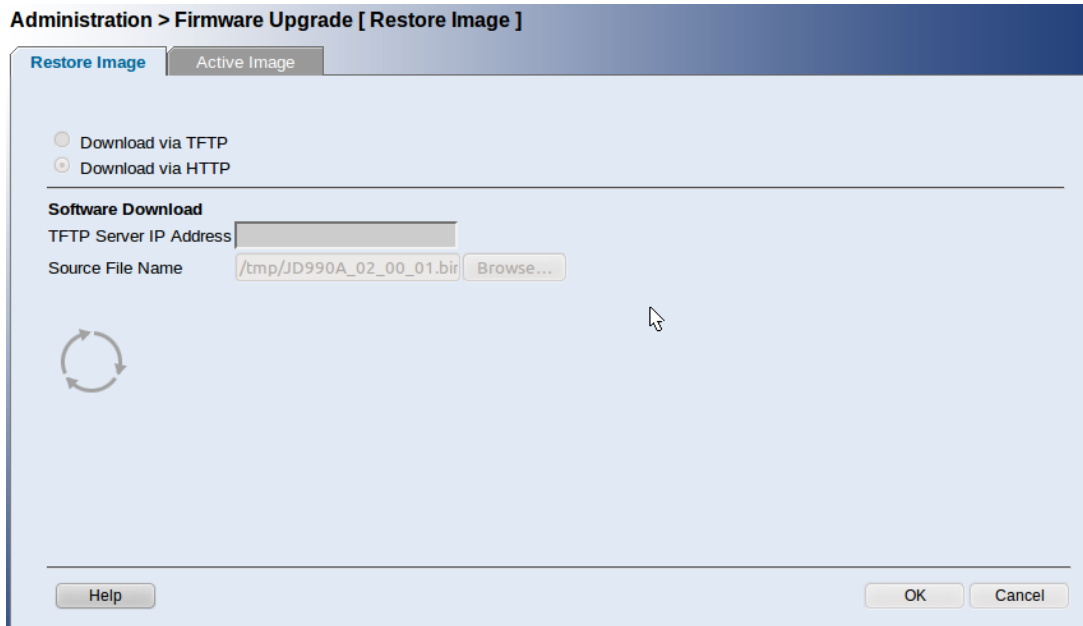 Administration > Firmware Upgrade [ Restore Image ]
Restore Image Active Image
Download via TFTP
Download via HTTP
Software Download
TFTP Server IP Address
Source File Name /tmp/JD990A_02_00_01.bin Browse...
Help OK Cancel